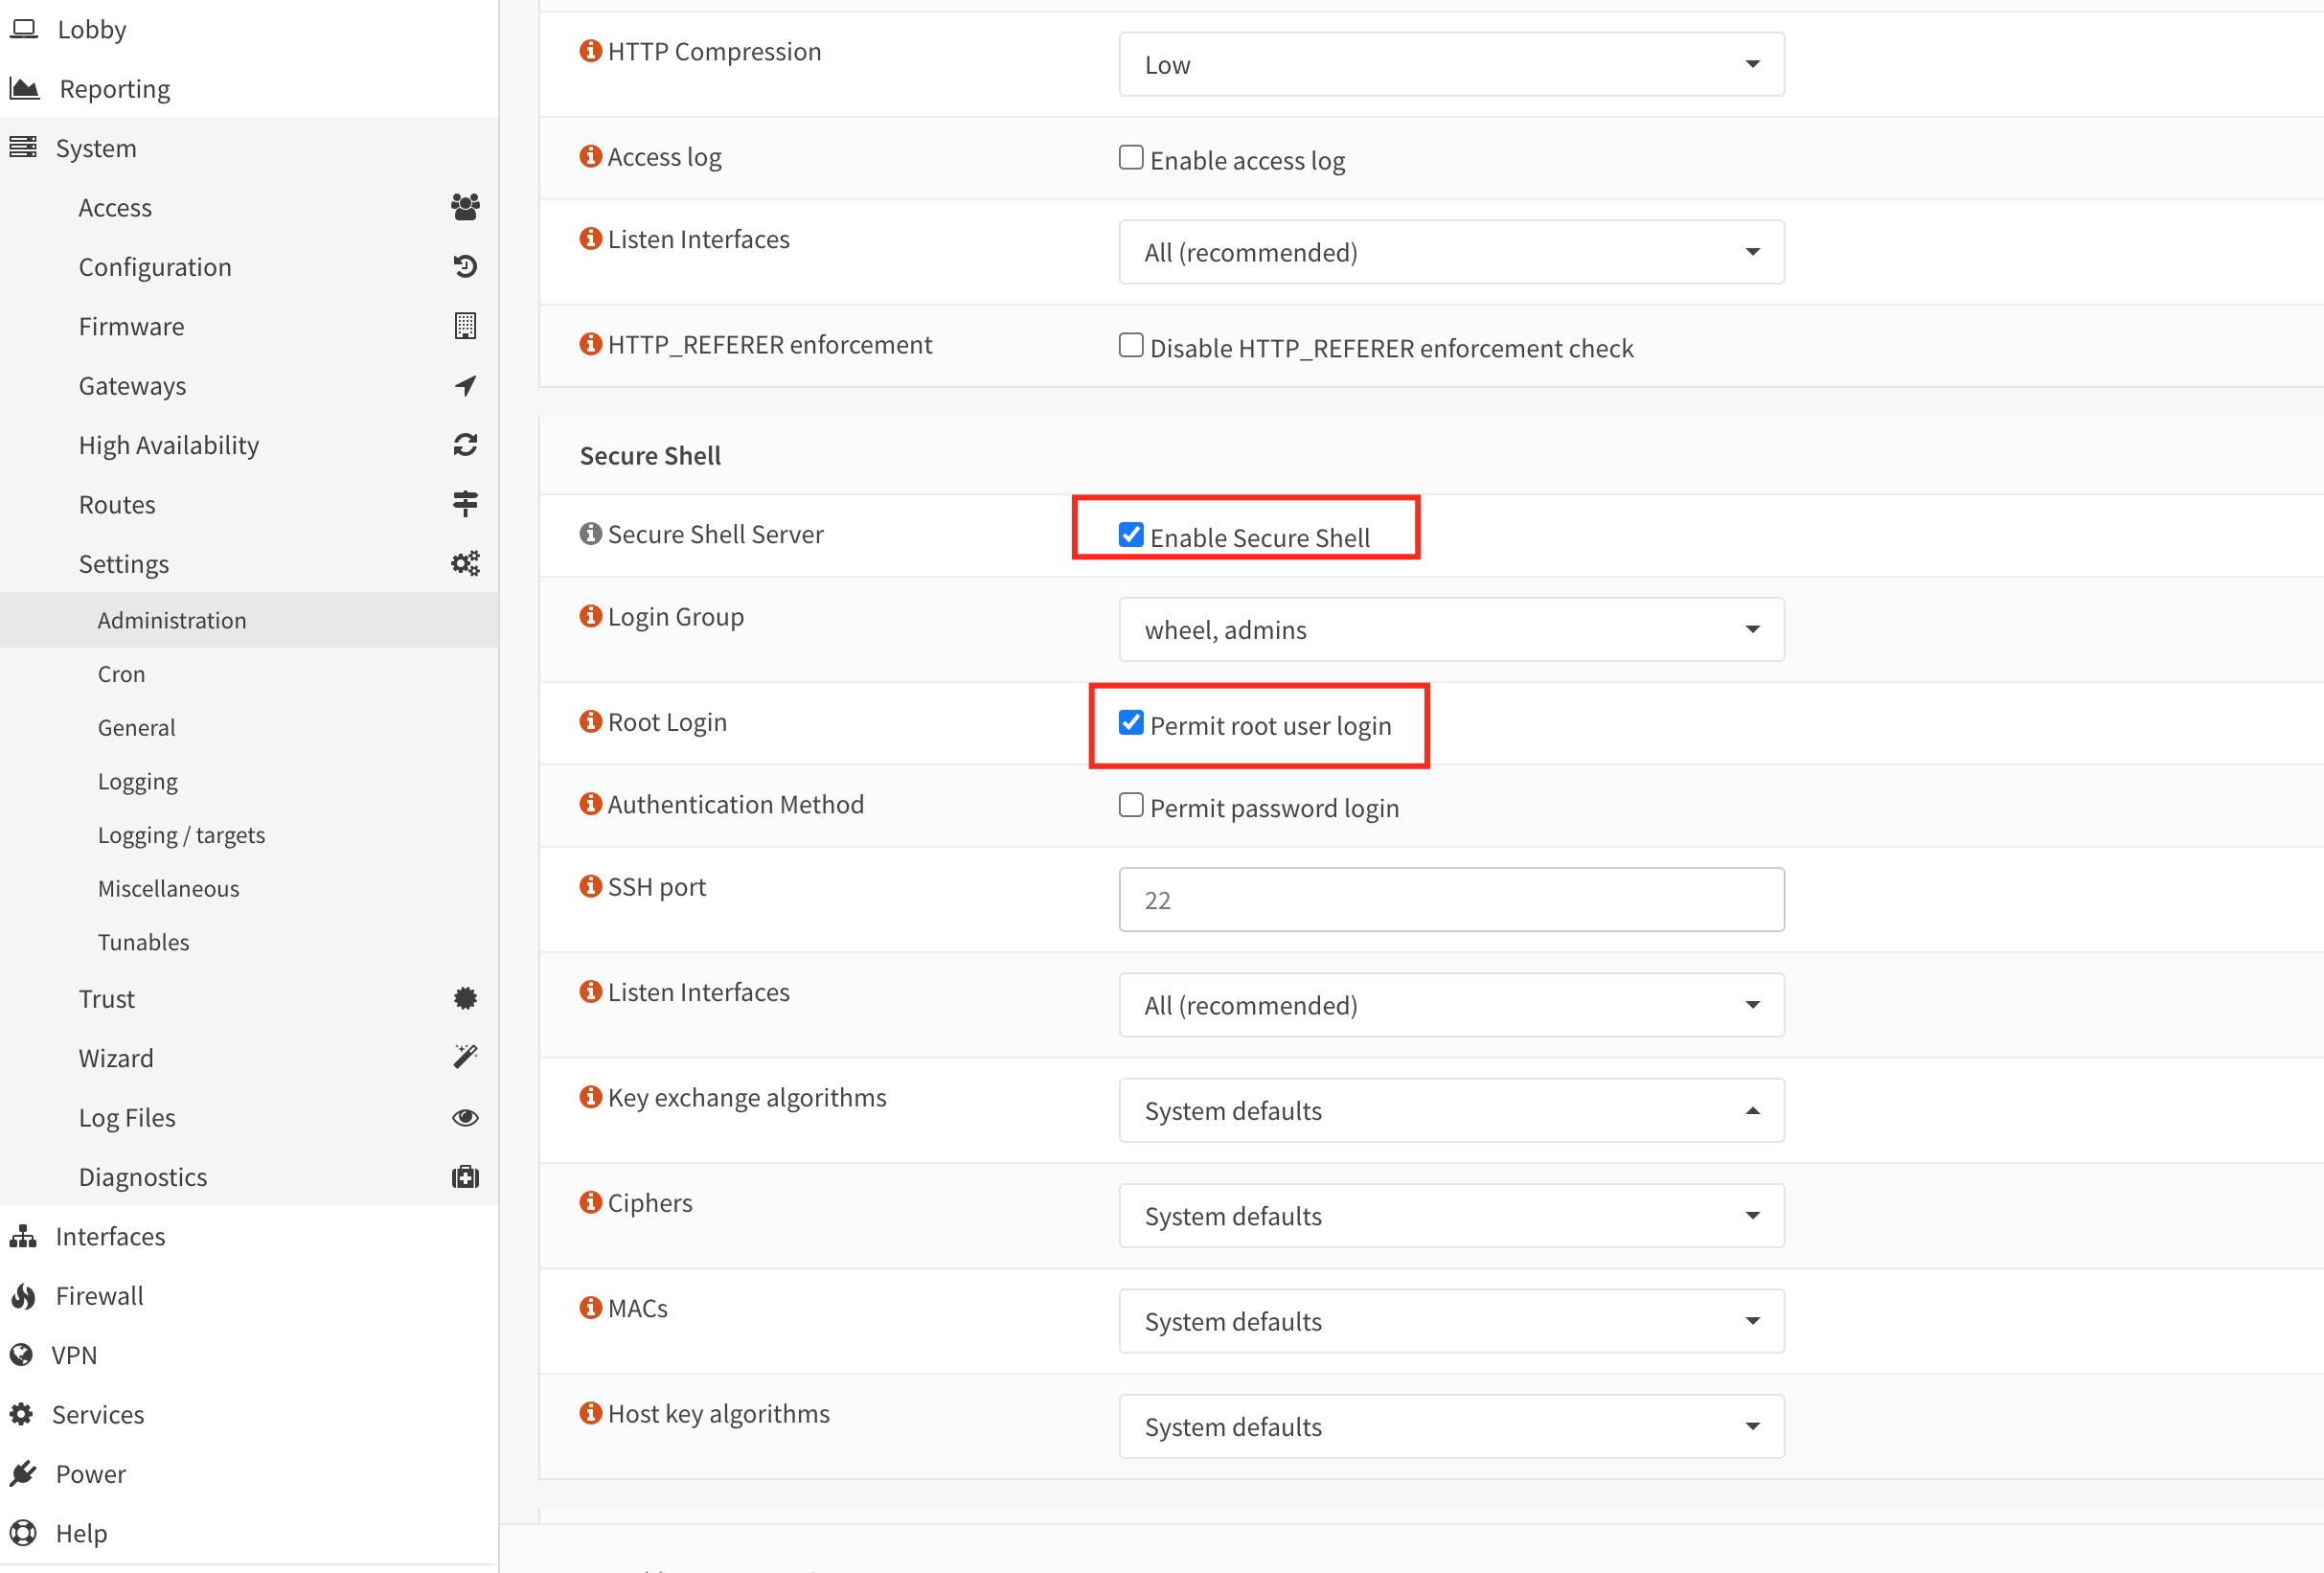 Lobby
Reporting
System
Access
Configuration
Firmware
Gateways
High Availability
Routes
Settings
Administration
Cron
General
Logging
Logging / targets
Miscellaneous
Tunables
Trust
Wizard
Log Files
Diagnostics
Interfaces
Firewall
VPN
Services
Power
Help
HTTP Compression
Low
Access log
Enable access log
Listen Interfaces
All (recommended)
HTTP_REFERER enforcement
Disable HTTP_REFERER enforcement check
Secure Shell
Secure Shell Server
Enable Secure Shell
Login Group
wheel, admins
Root Login
Permit root user login
Authentication Method
Permit password login
SSH port
22
Listen Interfaces
All (recommended)
Key exchange algorithms
System defaults
Ciphers
System defaults
MACs
System defaults
Host key algorithms
System defaults